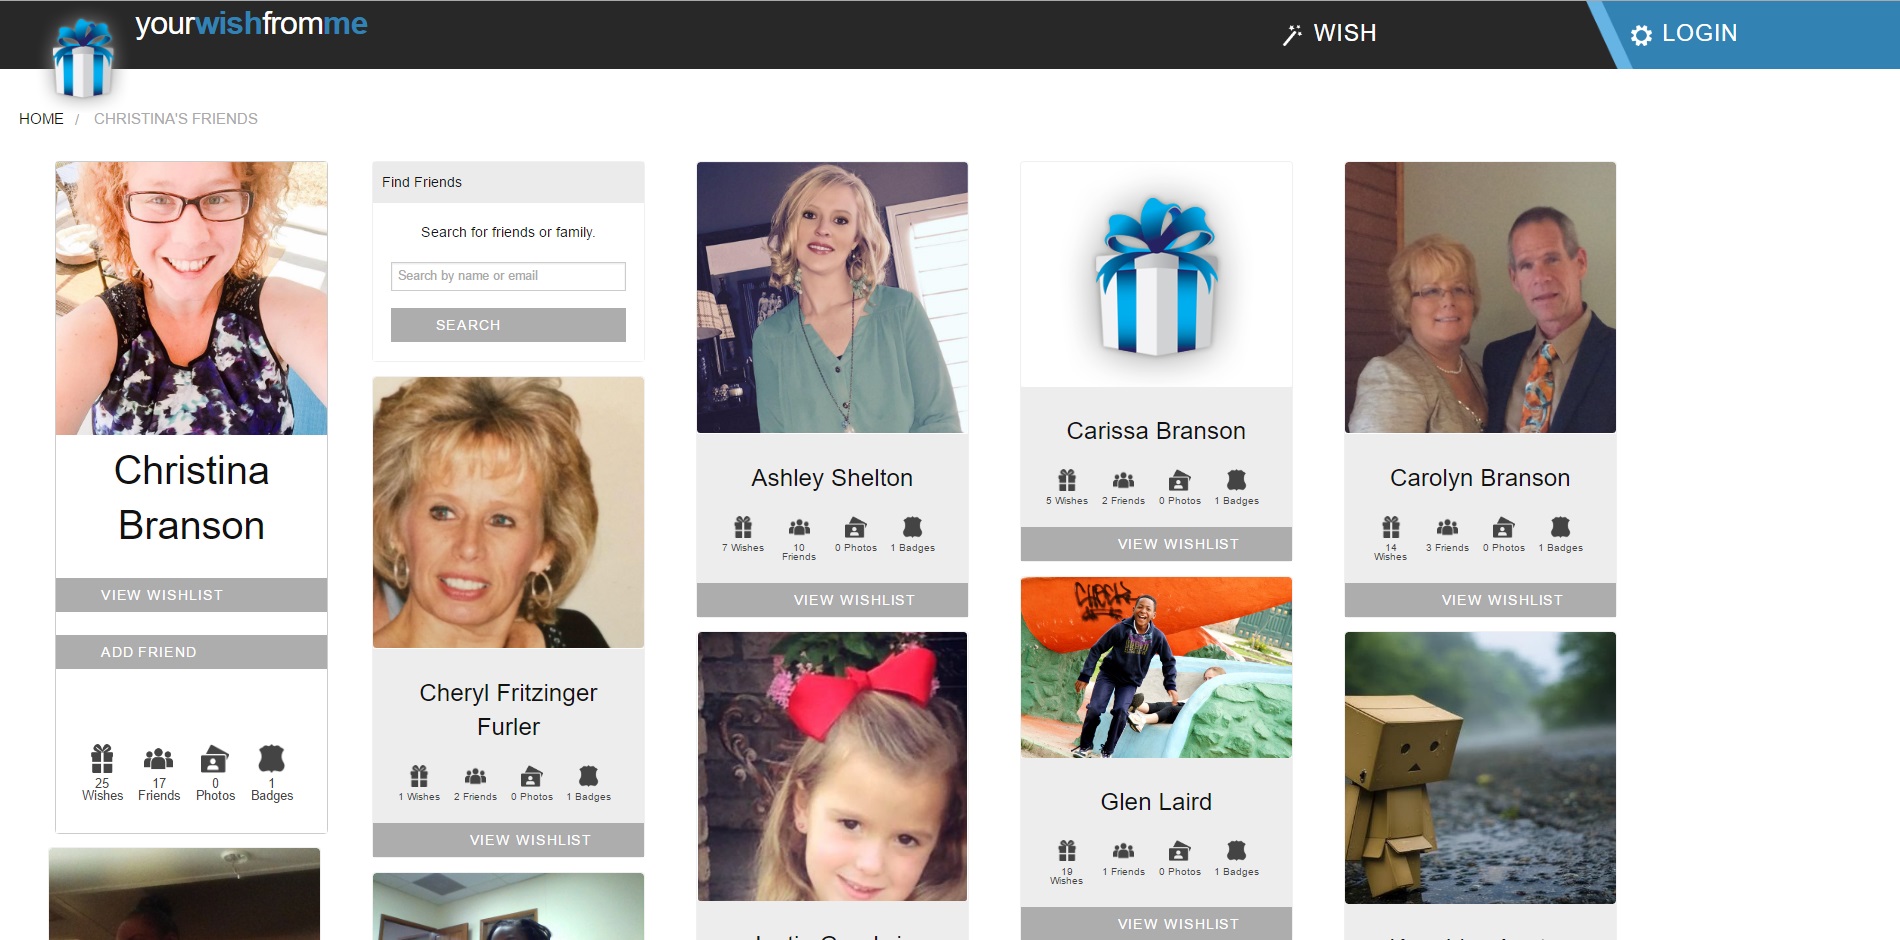 yourwishfromme
WISH
LOGIN
HOME / CHRISTINA'S FRIENDS
Christina
Branson
VIEW WISHLIST
ADD FRIEND
25
Wishes
17
Friends
0
Photos
1
Badges
Find Friends
Search for friends or family.
Search by name or email
SEARCH
Cheryl Fritzinger
Furler
1 Wishes
2 Friends
0 Photos
1 Badges
VIEW WISHLIST
Ashley Shelton
7 Wishes
10
Friends
0 Photos
1 Badges
VIEW WISHLIST
Carissa Branson
5 Wishes
2 Friends
0 Photos
1 Badges
VIEW WISHLIST
CHECK
Glen Laird
19
Wishes
1 Friends
0 Photos
1 Badges
VIEW WISHLIST
Carolyn Branson
14
Wishes
3 Friends
0 Photos
1 Badges
VIEW WISHLIST